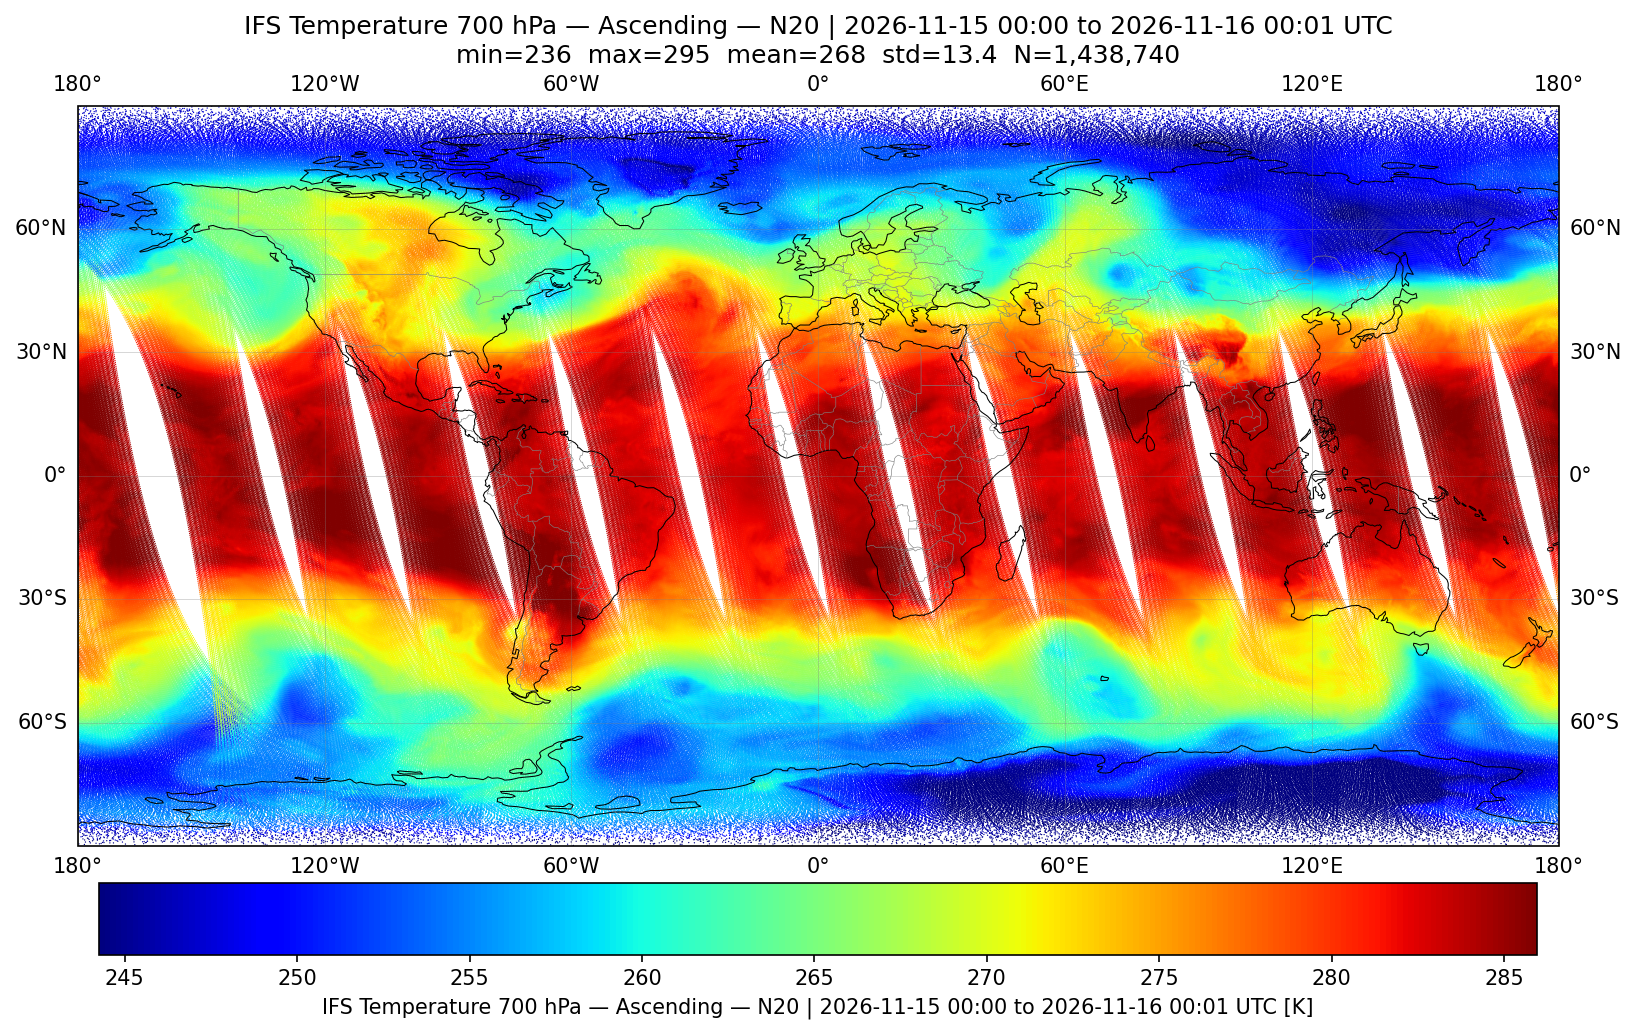 IFS Temperature 700 hPa — Ascending — N20 | 2026-11-15 00:00 to 2026-11-16 00:01 UTC
min=236  max=295  mean=268  std=13.4  N=1,438,740
180° 120°W 60°W 0° 60°E 120°E 180°
60°N 60°N
30°N 30°N
0° 0°
30°S 30°S
60°S 60°S
180° 120°W 60°W 0° 60°E 120°E 180°
245 250 255 260 265 270 275 280 285
IFS Temperature 700 hPa — Ascending — N20 | 2026-11-15 00:00 to 2026-11-16 00:01 UTC [K]